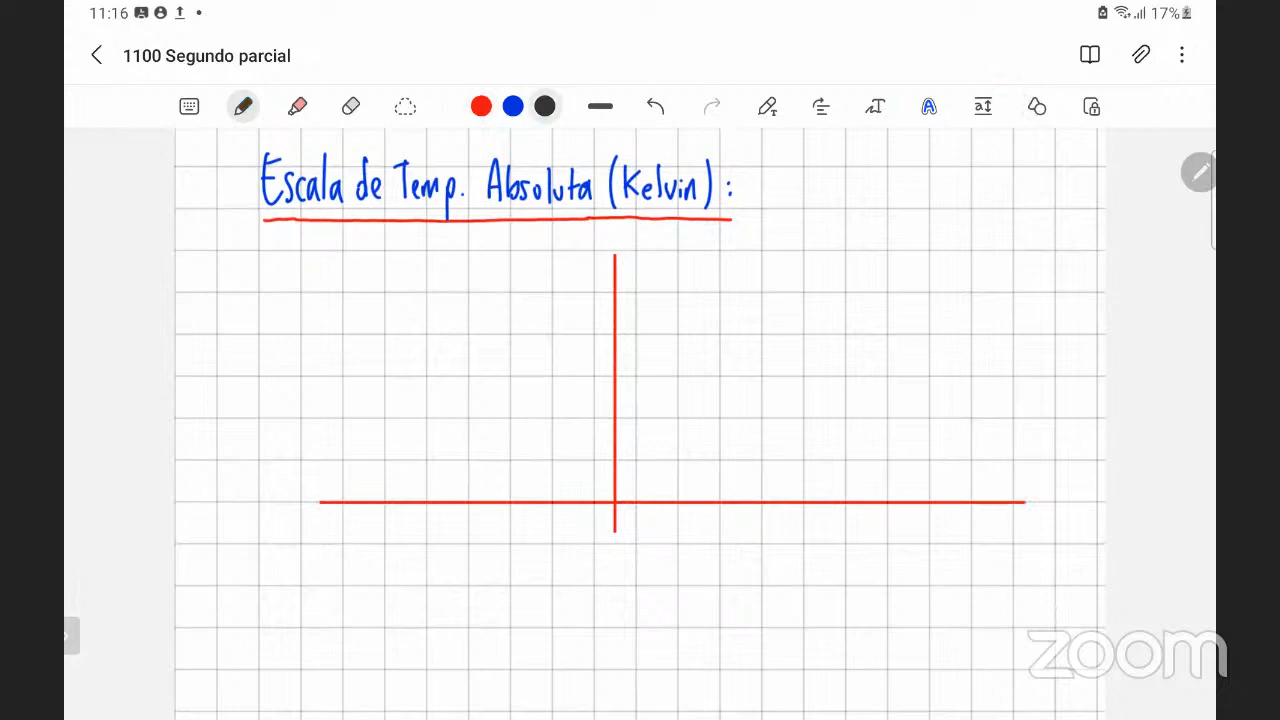 11:16 17%
1100 Segundo parcial
Escala de Temp. Absoluta (Kelvin) :
zoom